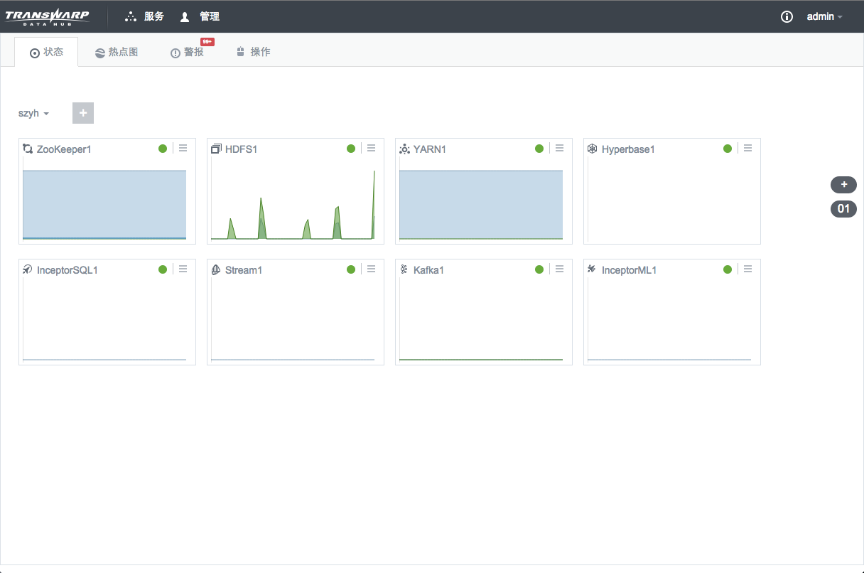 TRANSWARP
DATA HUB
服务
管理
admin
状态
热点图
警报
99+
操作
szyh
+
ZooKeeper1
HDFS1
YARN1
Hyperbase1
+
01
InceptorSQL1
Stream1
Kafka1
InceptorML1